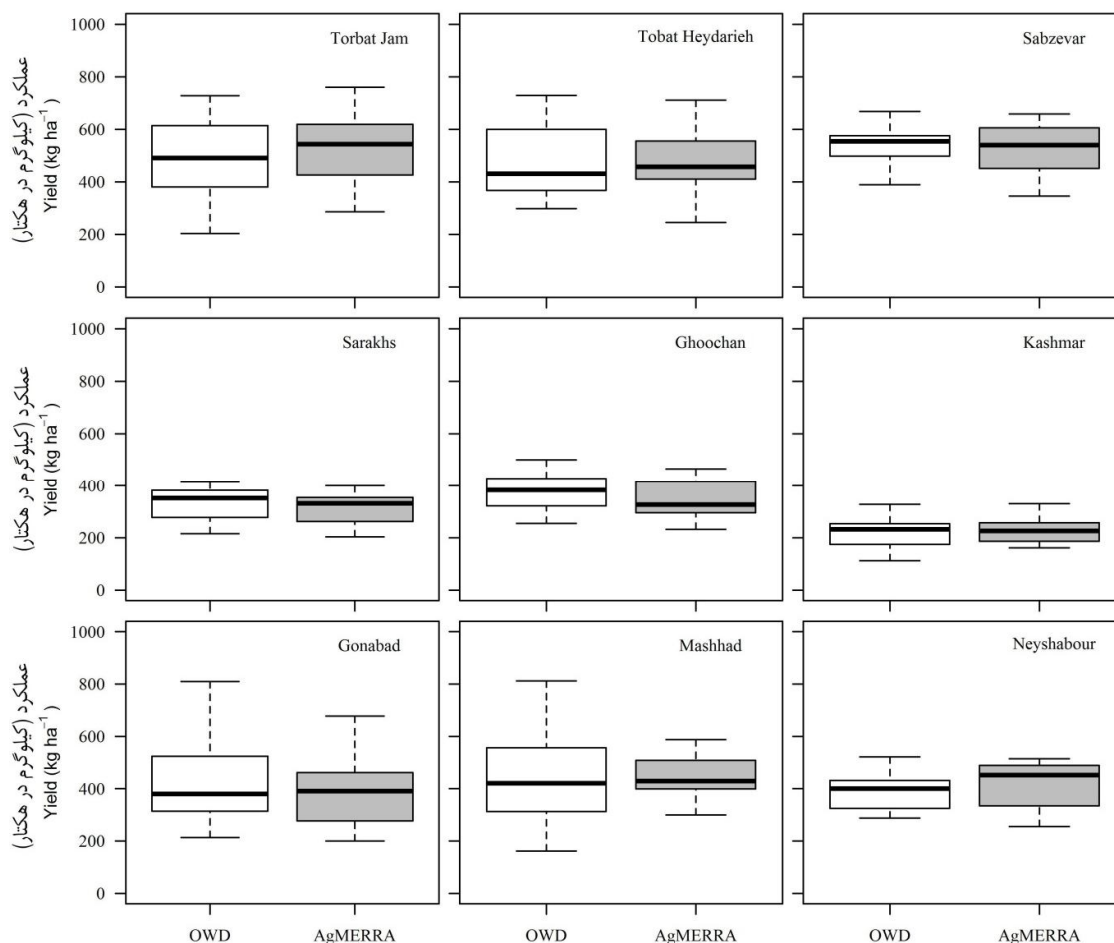 Torbat Jam
Tobat Heydarieh
Sabzevar
عملکرد (کیلوگرم در هکتار)
Yield (kg ha⁻¹ )
1000
800
600
400
200
0
Sarakhs
Ghoochan
Kashmar
عملکرد (کیلوگرم در هکتار)
Yield (kg ha⁻¹ )
1000
800
600
400
200
0
Gonabad
Mashhad
Neyshabour
عملکرد (کیلوگرم در هکتار)
Yield (kg ha⁻¹ )
1000
800
600
400
200
0
OWD AgMERRA OWD AgMERRA OWD AgMERRA